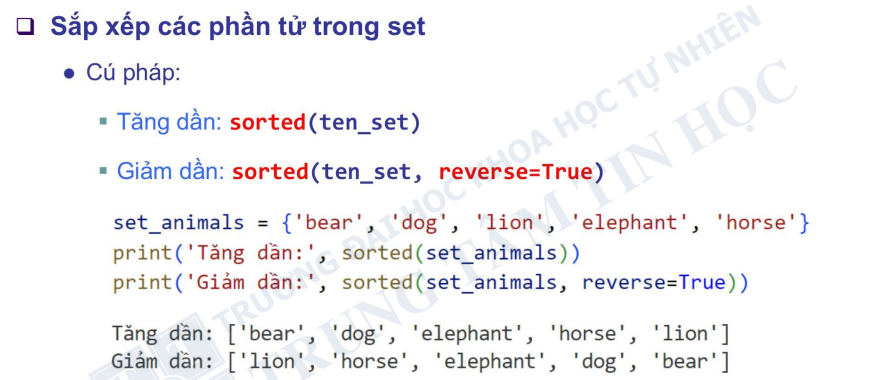 Sắp xếp các phần tử trong set
Cú pháp:
Tăng dần: sorted(ten_set)
Giảm dần: sorted(ten_set, reverse=True)
set_animals = {'bear', 'dog', 'lion', 'elephant', 'horse'}
print('Tăng dần:', sorted(set_animals))
print('Giảm dần:', sorted(set_animals, reverse=True))
Tăng dần: ['bear', 'dog', 'elephant', 'horse', 'lion']
Giảm dần: ['lion', 'horse', 'elephant', 'dog', 'bear']
TRƯỜNG ĐẠI HỌC KHOA HỌC TỰ NHIÊN
TRUNG TÂM TIN HỌC